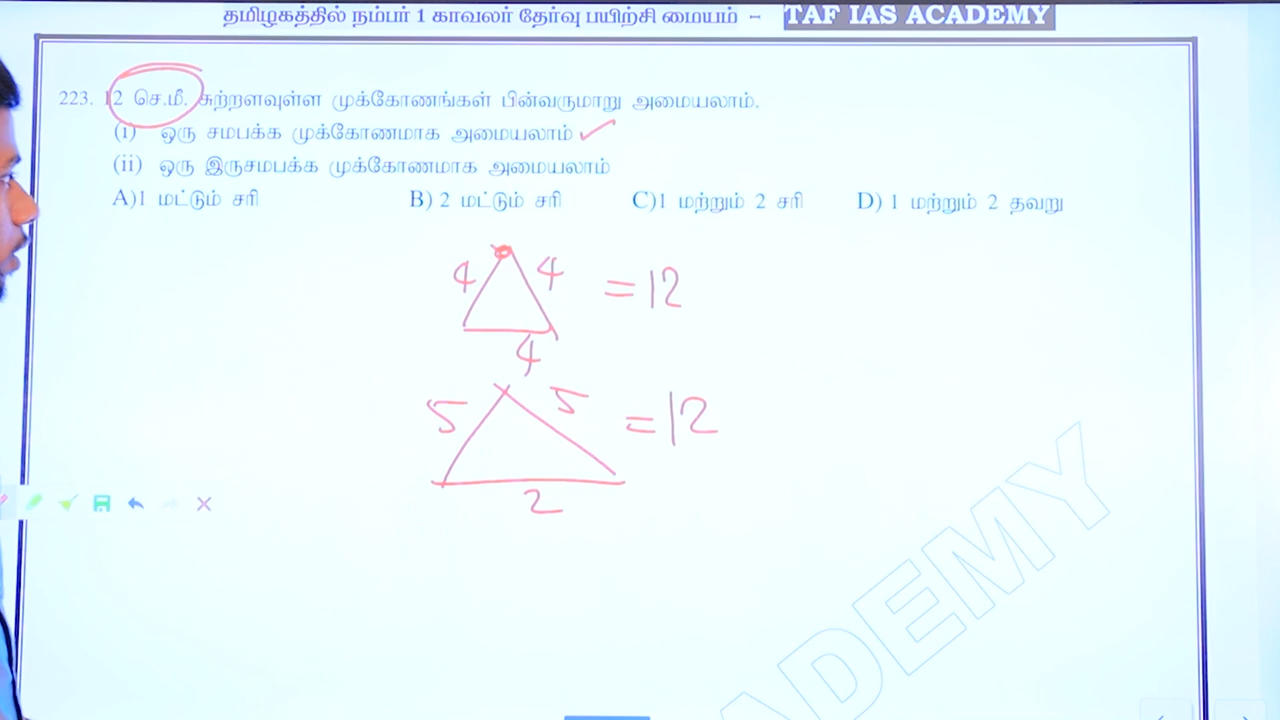 தமிழகத்தில் நம்பர் 1 காவலர் தேர்வு பயிற்சி மையம் – TAF IAS ACADEMY
223. 12 செ.மீ. சுற்றளவுள்ள முக்கோணங்கள் பின்வருமாறு அமையலாம்.
(i) ஒரு சமபக்க முக்கோணமாக அமையலாம்
(ii) ஒரு இருசமபக்க முக்கோணமாக அமையலாம்
A)1 மட்டும் சரி B) 2 மட்டும் சரி C)1 மற்றும் 2 சரி D) 1 மற்றும் 2 தவறு
4 4 = 12
4
5 5 = 12
2
ADEMY